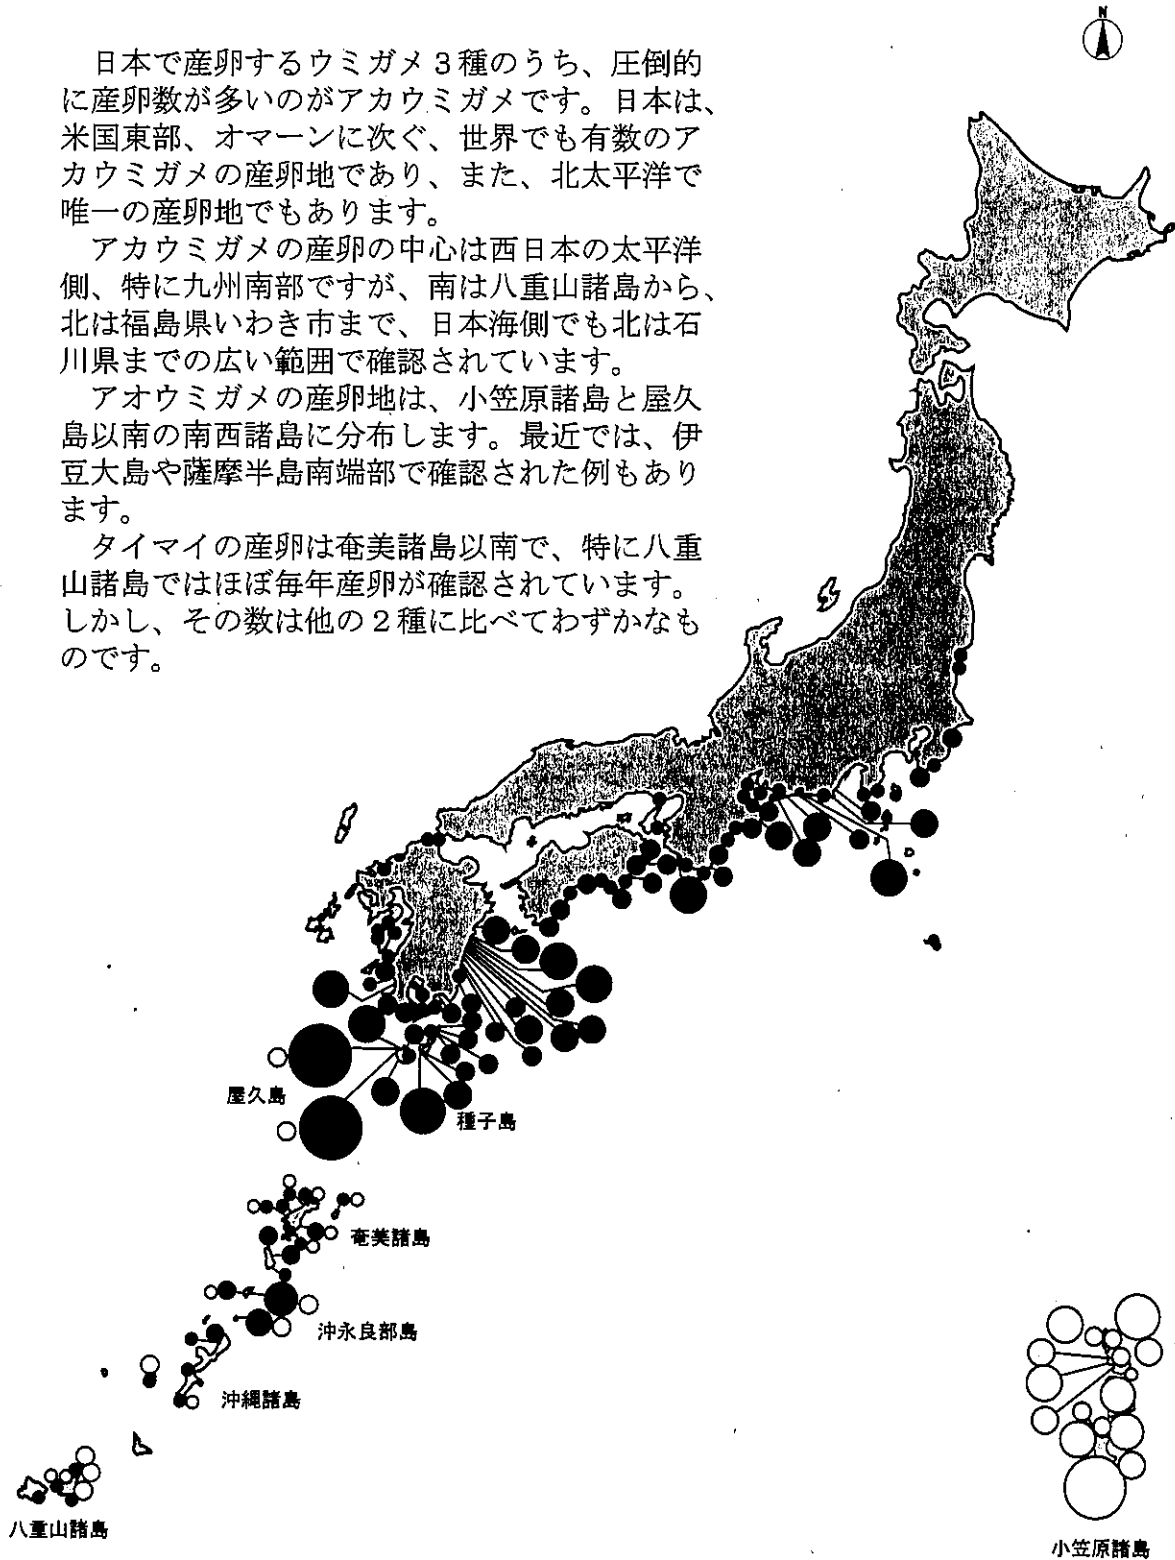 N
日本で産卵するウミガメ3種のうち、圧倒的
に産卵数が多いのがアカウミガメです。日本は、
米国東部、オマーンに次ぐ、世界でも有数のア
カウミガメの産卵地であり、また、北太平洋で
唯一の産卵地でもあります。
アカウミガメの産卵の中心は西日本の太平洋
側、特に九州南部ですが、南は八重山諸島から、
北は福島県いわき市まで、日本海側でも北は石
川県までの広い範囲で確認されています。
アオウミガメの産卵地は、小笠原諸島と屋久
島以南の南西諸島に分布します。最近では、伊
豆大島や薩摩半島南端部で確認された例もあり
ます。
タイマイの産卵は奄美諸島以南で、特に八重
山諸島ではほぼ毎年産卵が確認されています。
しかし、その数は他の2種に比べてわずかなも
のです。
屋久島
種子島
奄美諸島
沖永良部島
沖縄諸島
八重山諸島
小笠原諸島